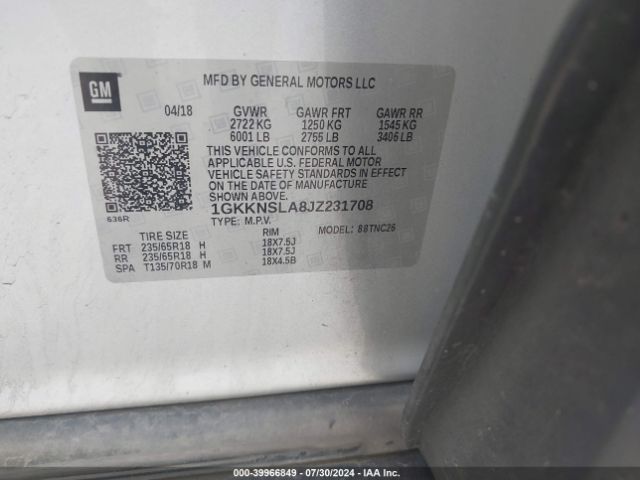 GM
MFD BY GENERAL MOTORS LLC
04/18 GVWR GAWR FRT GAWR RR
2722 KG 1250 KG 1545 KG
6001 LB 2755 LB 3406 LB
THIS VEHICLE CONFORMS TO ALL
APPLICABLE U.S. FEDERAL MOTOR
VEHICLE SAFETY STANDARDS IN EFFECT
ON THE DATE OF MANUFACTURE
SHOWN ABOVE.
1GKKNSLA8JZ231708
TYPE: M.P.V.
636R
MODEL: 88TNC26
TIRE SIZE RIM
FRT 235/65R18 H 18X7.5J
RR 235/65R18 H 18X7.5J
SPA T135/70R18 M 18X4.5B
000-39966849 - 07/30/2024 - IAA Inc.